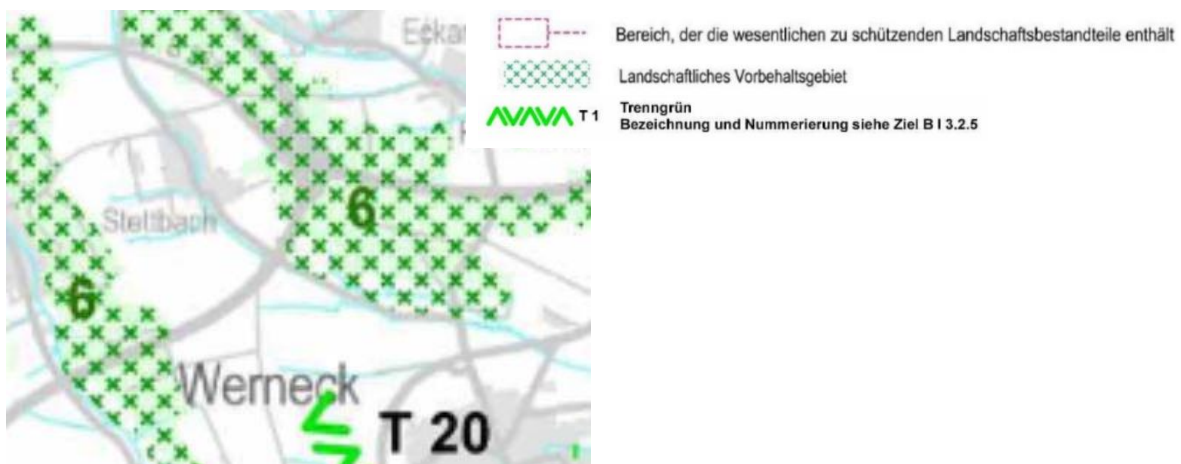 Bereich, der die wesentlichen zu schützenden Landschaftsbestandteile enthält
Landschaftliches Vorbehaltsgebiet
T 1 Trenngrün
Bezeichnung und Nummerierung siehe Ziel B I 3.2.5
6
Stettbach
6
Werneck
T 20